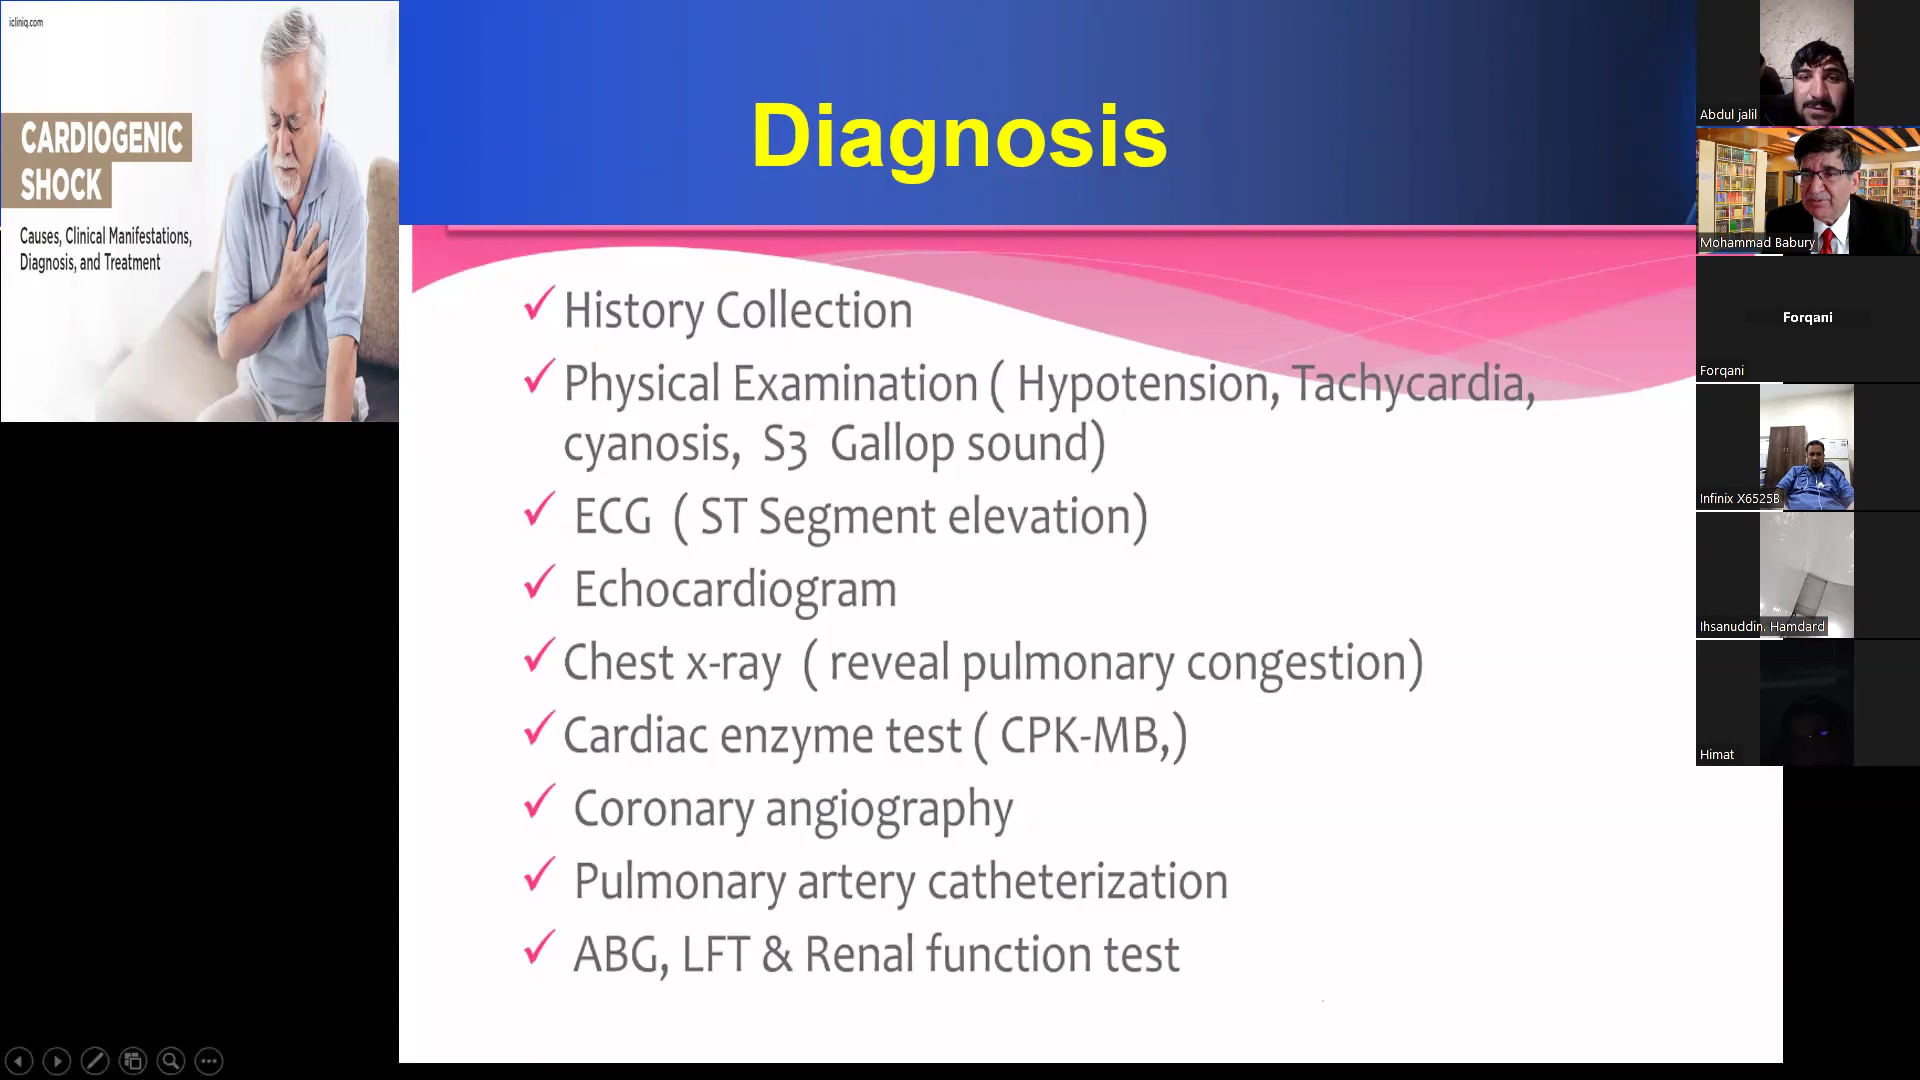 icliniq.com
CARDIOGENIC
SHOCK
Causes, Clinical Manifestations,
Diagnosis, and Treatment
Diagnosis
✓ History Collection
✓ Physical Examination ( Hypotension, Tachycardia,
cyanosis, S3 Gallop sound)
✓ ECG ( ST Segment elevation)
✓ Echocardiogram
✓ Chest x-ray ( reveal pulmonary congestion)
✓ Cardiac enzyme test ( CPK-MB,)
✓ Coronary angiography
✓ Pulmonary artery catheterization
✓ ABG, LFT & Renal function test
Abdul jalil
Mohammad Babury
Forqani
Forqani
Infinix X6525B
Ihsanuddin. Hamdard
Himat